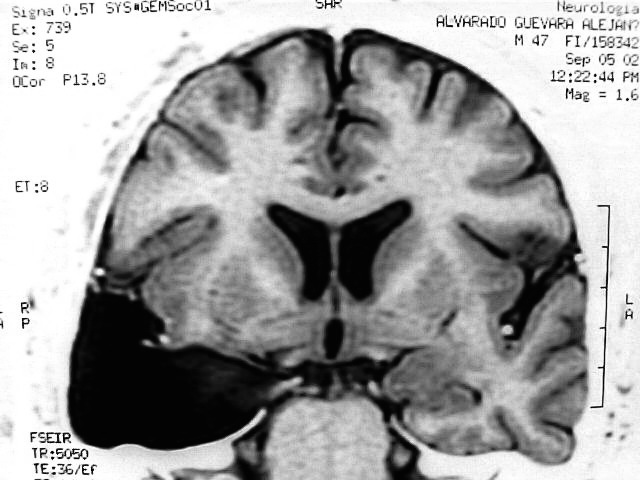 Signa 0.5T SYS#GEMSoc01
Ex: 739
Se: 5
Im: 8
OCor P13.8
SAR
Neurologia
ALVARADO GUEVARA ALEJAN?
M 47 FI/158342
Sep 05 02
12:22:44 PM
Mag = 1.6
ET:8
R
P
L
A
FSEIR
TR:5050
TE:36/Ef